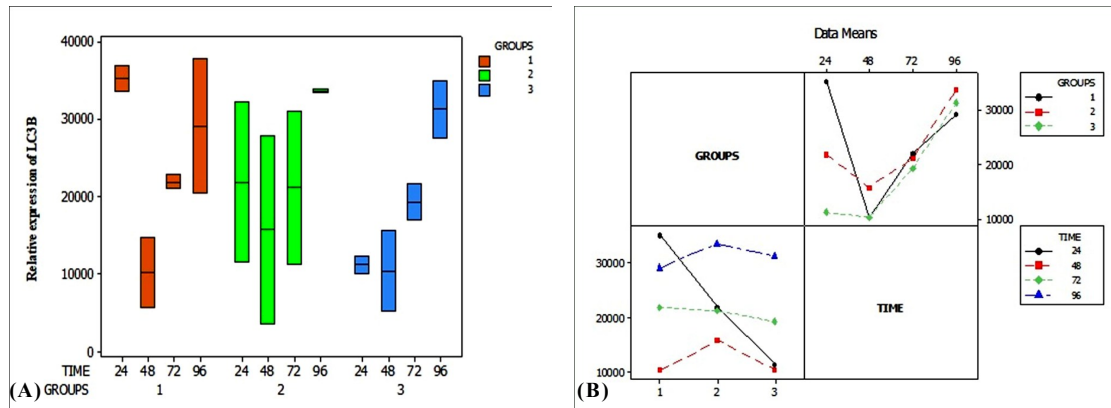 40000
30000
20000
10000
0
Relative expression of LC3B
GROUPS
1
2
3
TIME 24 48 72 96 24 48 72 96 24 48 72 96
GROUPS 1 2 3
(A)
Data Means
24 48 72 96
GROUPS
1
2
3
30000
20000
10000
GROUPS
TIME
30000
20000
10000
1 2 3
TIME
24
48
72
96
(B)